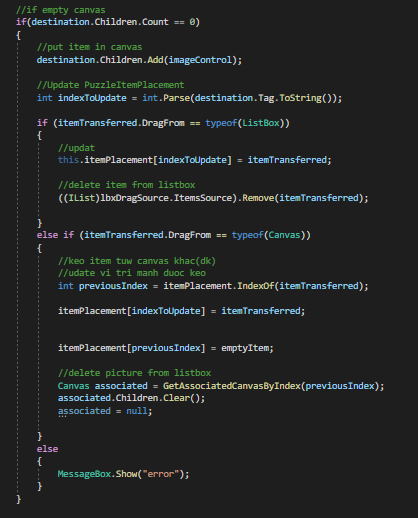 //if empty canvas
if(destination.Children.Count == 0)
{
//put item in canvas
destination.Children.Add(imageControl);
//Update PuzzleItemPlacement
int indexToUpdate = int.Parse(destination.Tag.ToString());
if (itemTransferred.DragFrom == typeof(ListBox))
{
//updat
this.itemPlacement[indexToUpdate] = itemTransferred;
//delete item from listbox
((IList)lbxDragSource.ItemsSource).Remove(itemTransferred);
}
else if (itemTransferred.DragFrom == typeof(Canvas))
{
//keo item tuw canvas khac(dk)
//udate vi tri manh duoc keo
int previousIndex = itemPlacement.IndexOf(itemTransferred);
itemPlacement[indexToUpdate] = itemTransferred;
itemPlacement[previousIndex] = emptyItem;
//delete picture from listbox
Canvas associated = GetAssociatedCanvasByIndex(previousIndex);
associated.Children.Clear();
associated = null;
}
else
{
MessageBox.Show("error");
}
}